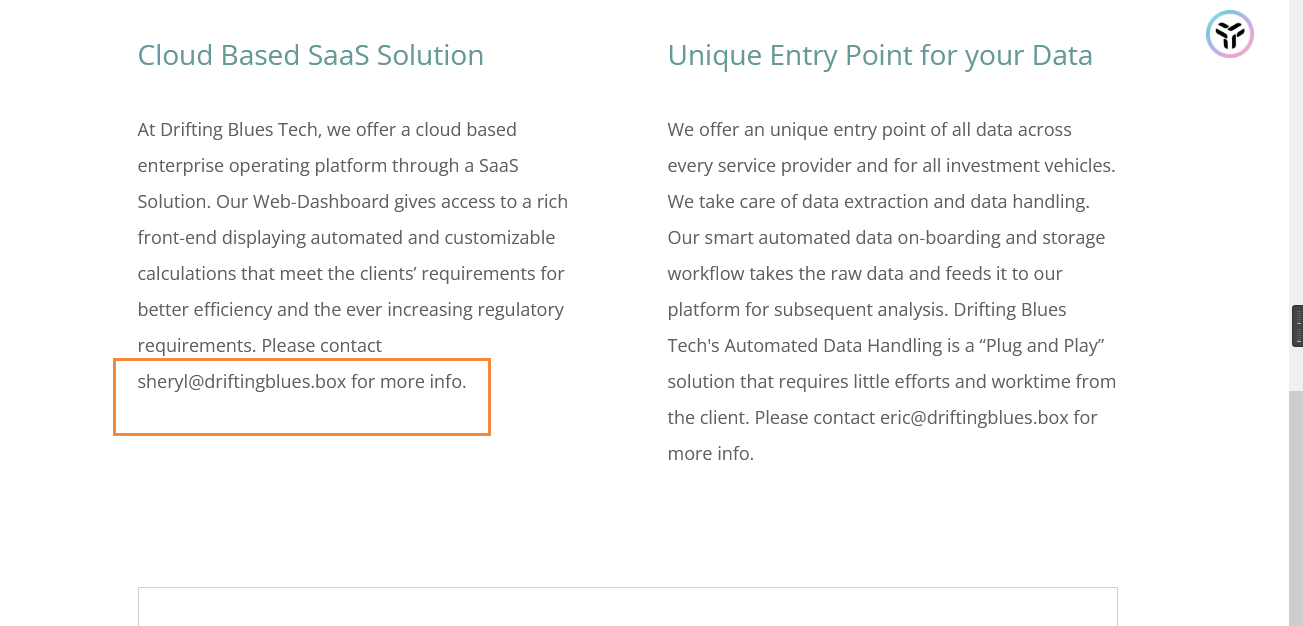 Cloud Based SaaS Solution
At Drifting Blues Tech, we offer a cloud based
enterprise operating platform through a SaaS
Solution. Our Web-Dashboard gives access to a rich
front-end displaying automated and customizable
calculations that meet the clients’ requirements for
better efficiency and the ever increasing regulatory
requirements. Please contact
sheryl@driftingblues.box for more info.
Unique Entry Point for your Data
We offer an unique entry point of all data across
every service provider and for all investment vehicles.
We take care of data extraction and data handling.
Our smart automated data on-boarding and storage
workflow takes the raw data and feeds it to our
platform for subsequent analysis. Drifting Blues
Tech's Automated Data Handling is a “Plug and Play”
solution that requires little efforts and worktime from
the client. Please contact eric@driftingblues.box for
more info.